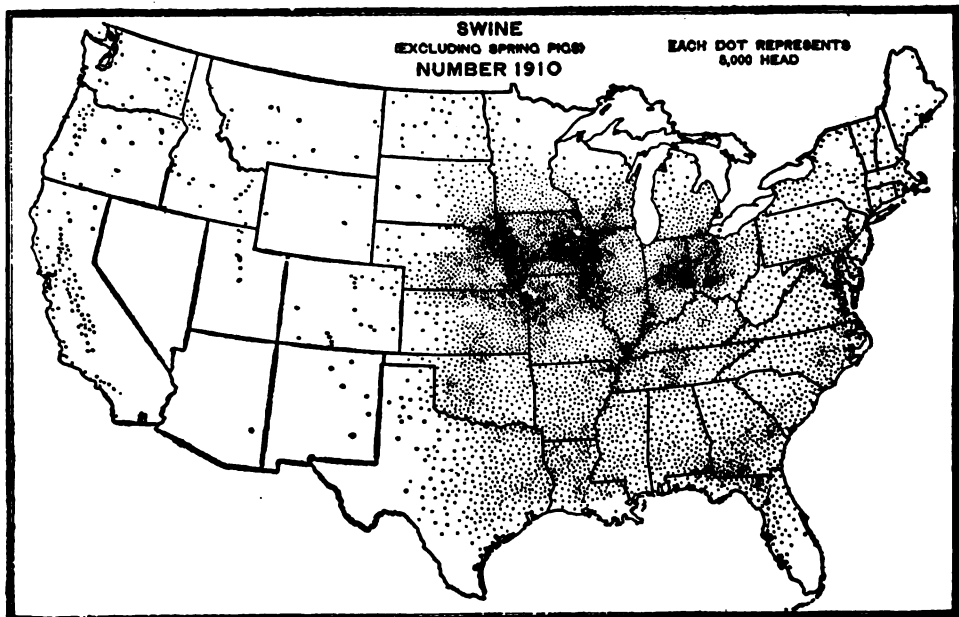 SWINE
(EXCLUDING SPRING PIGS)
NUMBER 1910
EACH DOT REPRESENTS
5,000 HEAD